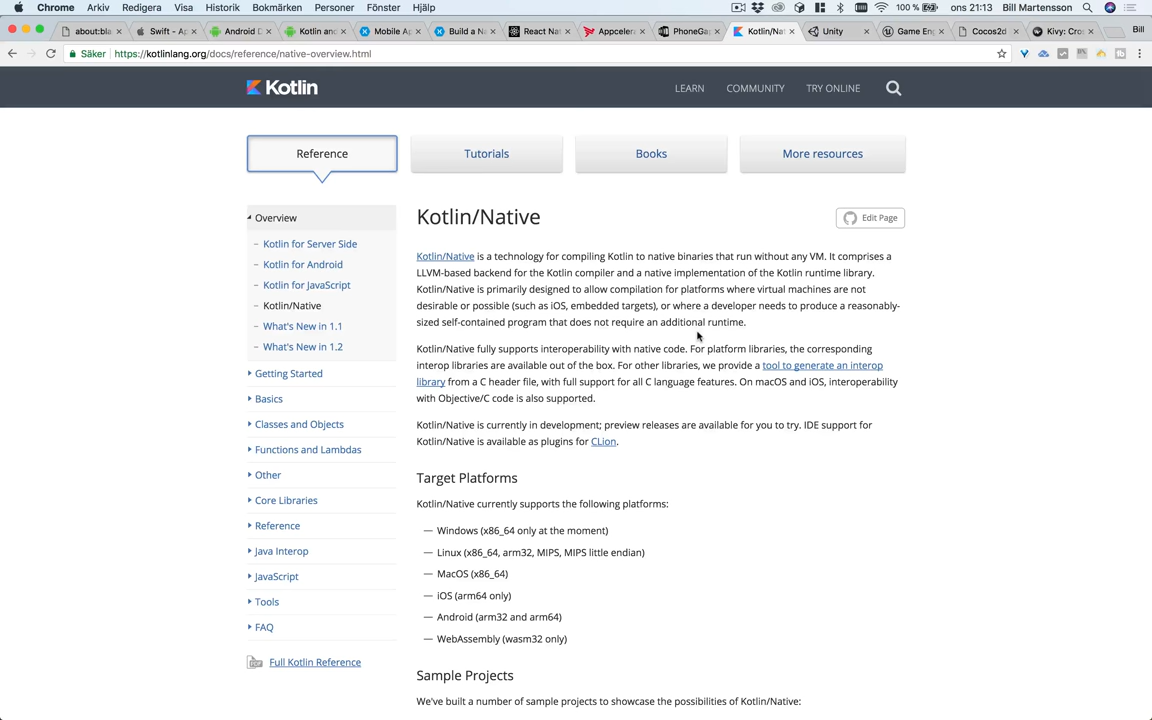 Chrome Arkiv Redigera Visa Historik Bokmärken Personer Fönster Hjälp 100 % ons 21:13 Bill Martensson
about:bla Swift - Ap Android D Kotlin and Mobile Ap Build a Na React Nati Appcelera PhoneGap Kotlin/Nat Unity Game Eng Cocos2d Kivy: Cros Bill
Säker https://kotlinlang.org/docs/reference/native-overview.html
Kotlin LEARN COMMUNITY TRY ONLINE
Reference Tutorials Books More resources
Overview
Kotlin for Server Side
Kotlin for Android
Kotlin for JavaScript
Kotlin/Native
What's New in 1.1
What's New in 1.2
Getting Started
Basics
Classes and Objects
Functions and Lambdas
Other
Core Libraries
Reference
Java Interop
JavaScript
Tools
FAQ
Full Kotlin Reference
Kotlin/Native
Edit Page
Kotlin/Native is a technology for compiling Kotlin to native binaries that run without any VM. It comprises a
LLVM-based backend for the Kotlin compiler and a native implementation of the Kotlin runtime library.
Kotlin/Native is primarily designed to allow compilation for platforms where virtual machines are not
desirable or possible (such as iOS, embedded targets), or where a developer needs to produce a reasonably-
sized self-contained program that does not require an additional runtime.
Kotlin/Native fully supports interoperability with native code. For platform libraries, the corresponding
interop libraries are available out of the box. For other libraries, we provide a tool to generate an interop
library from a C header file, with full support for all C language features. On macOS and iOS, interoperability
with Objective/C code is also supported.
Kotlin/Native is currently in development; preview releases are available for you to try. IDE support for
Kotlin/Native is available as plugins for CLion.
Target Platforms
Kotlin/Native currently supports the following platforms:
— Windows (x86_64 only at the moment)
— Linux (x86_64, arm32, MIPS, MIPS little endian)
— MacOS (x86_64)
— iOS (arm64 only)
— Android (arm32 and arm64)
— WebAssembly (wasm32 only)
Sample Projects
We've built a number of sample projects to showcase the possibilities of Kotlin/Native: